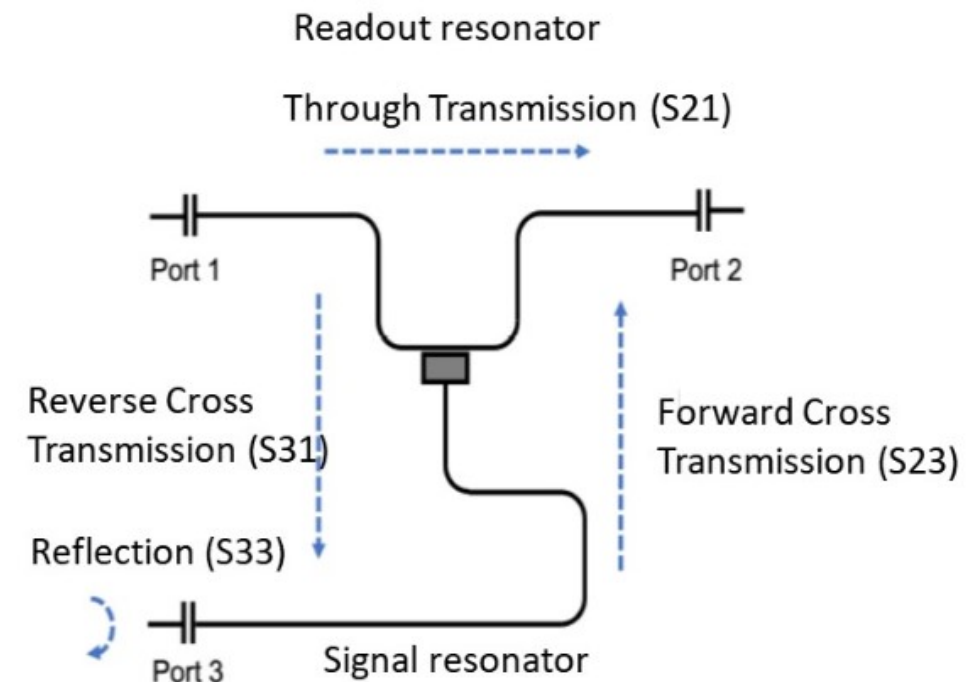 Readout resonator
Through Transmission (S21)
Port 1
Port 2
Reverse Cross
Transmission (S31)
Forward Cross
Transmission (S23)
Reflection (S33)
Port 3
Signal resonator